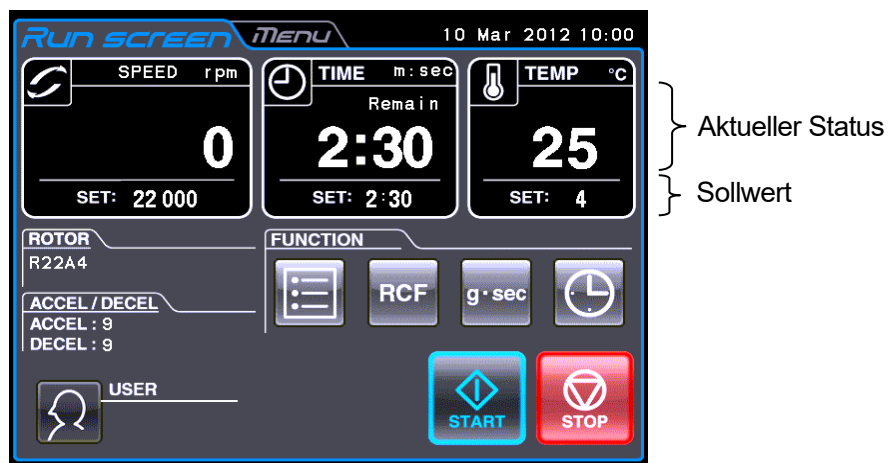 Run screen Menu 10 Mar 2012 10:00
SPEED rpm
0
SET: 22 000
TIME m:sec
Remain
2:30
SET: 2:30
TEMP °C
25
SET: 4
Aktueller Status
Sollwert
ROTOR
R22A4
ACCEL / DECEL
ACCEL : 9
DECEL : 9
FUNCTION
RCF
g·sec
USER
START
STOP